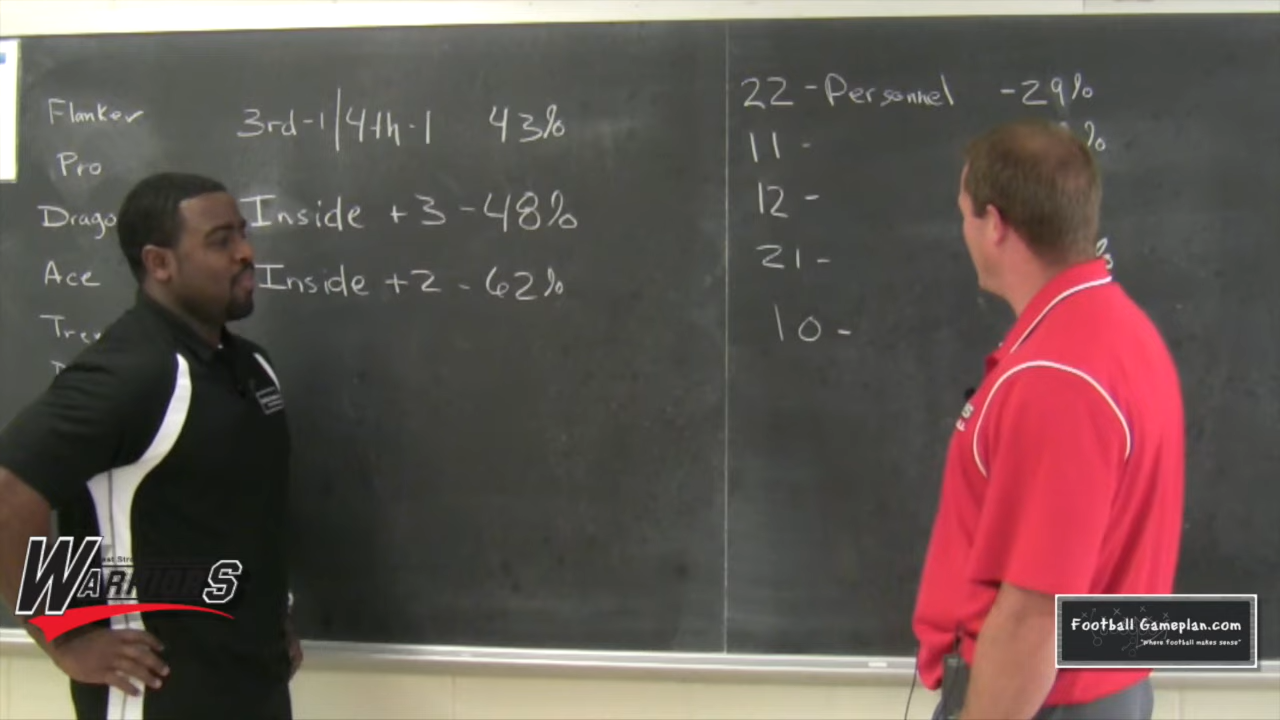 Flanker
Pro
Ace
3rd-1/4th-1 43%
Inside +3 - 48%
Inside +2 - 62%
22 - Personnel - 29%
11 - %
12 -
21 -
10 -
WARRIORS
Football Gameplan.com
"Where football makes sense"